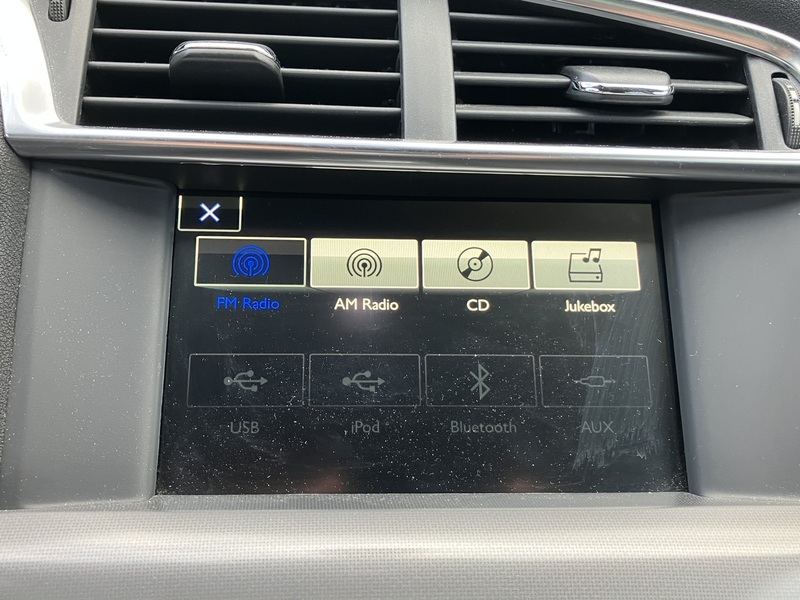 FM Radio
AM Radio
CD
Jukebox
USB
iPod
Bluetooth
AUX